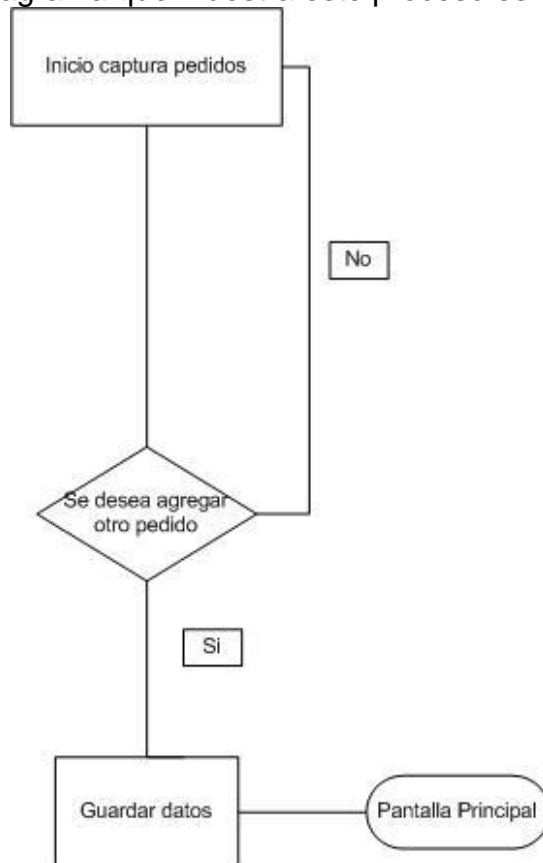 Inicio captura pedidos
No
Se desea agregar
otro pedido
Si
Guardar datos
Pantalla Principal